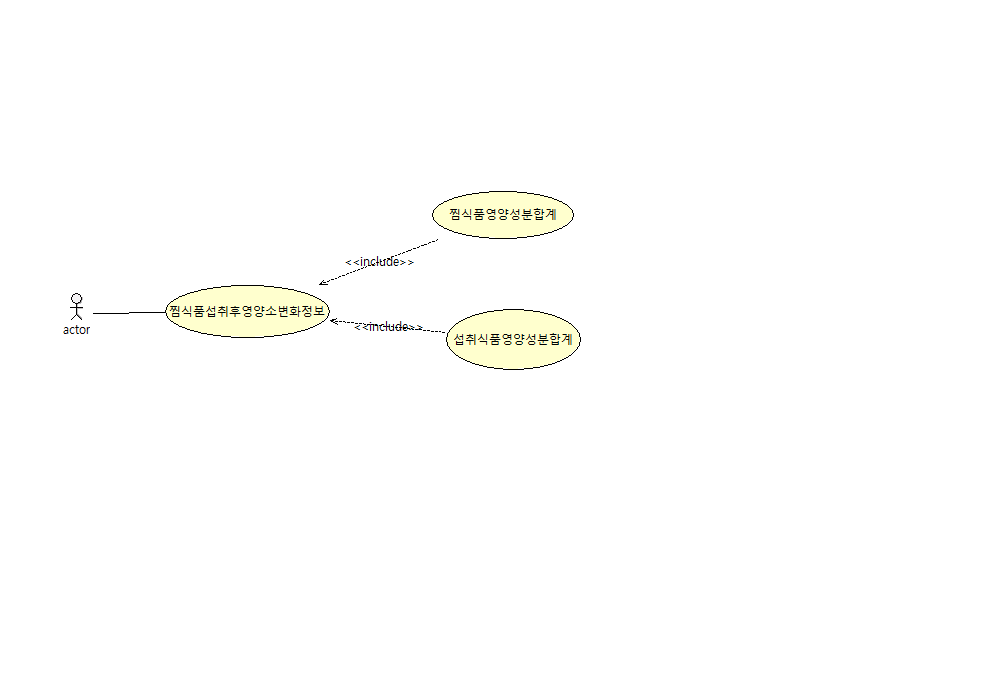 찜식품영양성분합계
<<include>>
찜식품섭취후영양소변화정보
actor
<<include>>
섭취식품영양성분합계